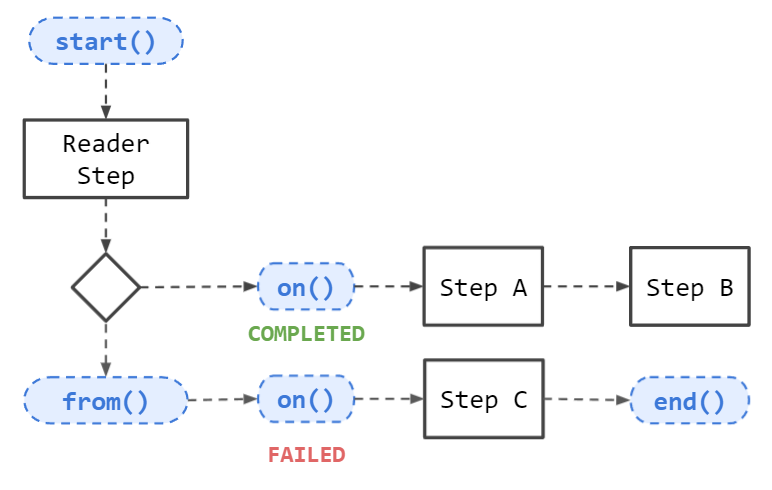 start()
Reader
Step
on()
Step A
Step B
COMPLETED
from()
on()
Step C
end()
FAILED